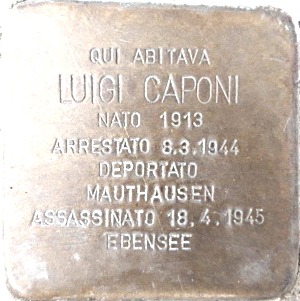 QUI ABITAVA
LUIGI CAPONI
NATO 1913
ARRESTATO 8.3.1944
DEPORTATO
MAUTHAUSEN
ASSASSINATO 18.4.1945
EBENSEE